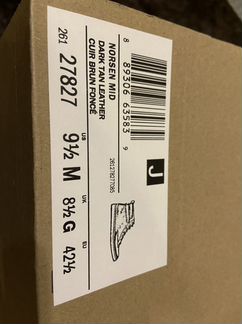 NORSEN MID
DARK TAN LEATHER
CUIR BRUN FONCÉ
261 27827
US UK EU
9½ M 8½ G 42½
8 89306 63583 9
261278277095
J